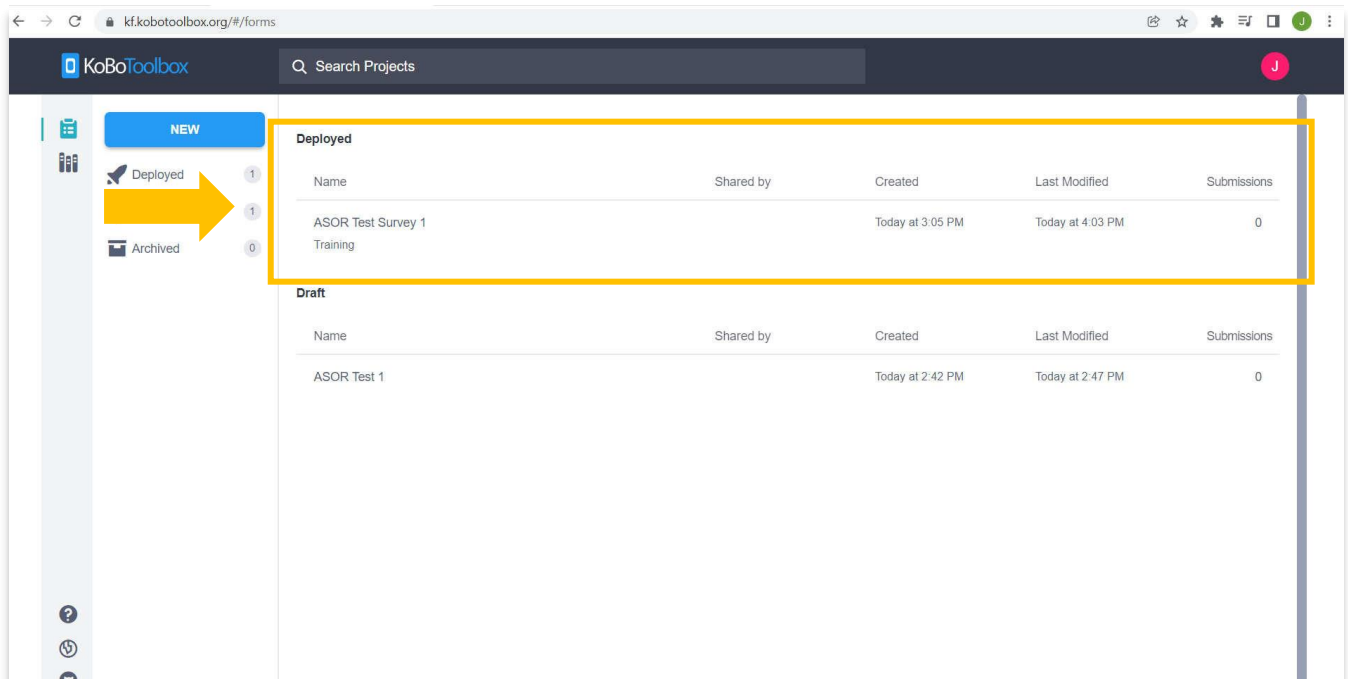 kf.kobotoolbox.org/#/forms
J
KoBoToolbox
Search Projects
J
NEW
Deployed 1
1
Archived 0
Deployed
Name Shared by Created Last Modified Submissions
ASOR Test Survey 1 Today at 3:05 PM Today at 4:03 PM 0
Training
Draft
Name Shared by Created Last Modified Submissions
ASOR Test 1 Today at 2:42 PM Today at 2:47 PM 0
?